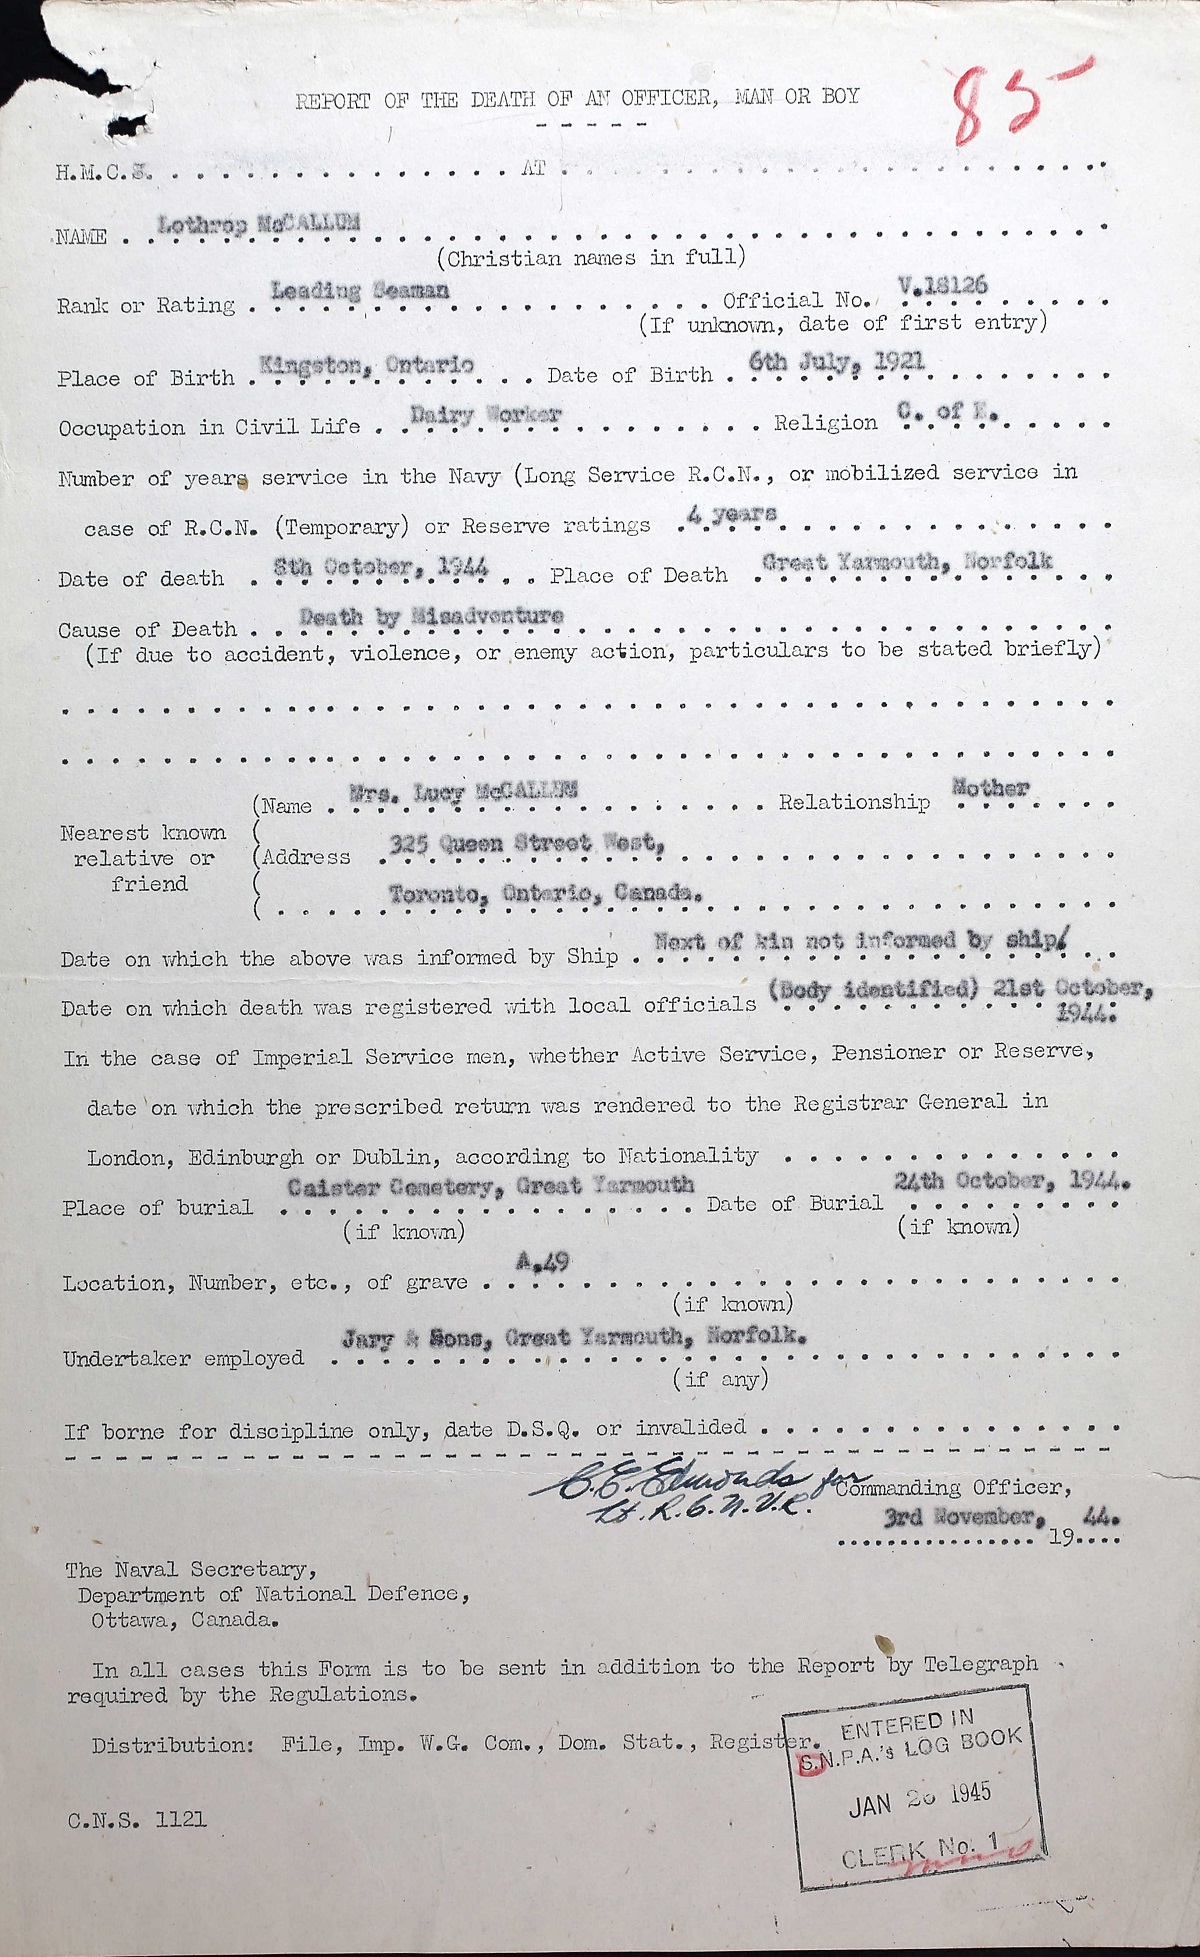 85
REPORT OF THE DEATH OF AN OFFICER, MAN OR BOY
- - - - -
H.M.C.S. . . . . . . . . . . . . . . AT . . . . . . . . . . . . . . . . . . . . . .
NAME . . Lothrop McCALLUM . . . . . . . . . . . . . . . . . . . . . . . . . . . . .
(Christian names in full)
Rank or Rating . Leading Seaman . . . . . . . . . . . Official No. V.18126 . . . . .
(If unknown, date of first entry)
Place of Birth . Kingston, Ontario . . . Date of Birth . 6th July, 1921 . . . . . . .
Occupation in Civil Life . . Dairy Worker . . . . . . . . Religion C. of E. . . . . .
Number of years service in the Navy (Long Service R.C.N., or mobilized service in
case of R.C.N. (Temporary) or Reserve ratings . 4 years . . . . . . . . . . . . . .
Date of death . 8th October, 1944 . . Place of Death . Great Yarmouth, Norfolk . . .
Cause of Death . . Death by Misadventure . . . . . . . . . . . . . . . . . . . . . .
(If due to accident, violence, or enemy action, particulars to be stated briefly)
. . . . . . . . . . . . . . . . . . . . . . . . . . . . . . . . . . . . . . . . . .
. . . . . . . . . . . . . . . . . . . . . . . . . . . . . . . . . . . . . . . . . .
(Name . Mrs. Lucy McCALLUM . . . . . . . . Relationship Mother . . . .
Nearest known (
relative or (Address . 325 Queen Street West, . . . . . . . . . . . . . . . . .
friend (
( . . . . . Toronto, Ontario, Canada. . . . . . . . . . . . . . . . .
Date on which the above was informed by Ship . Next of kin not informed by ship! . .
Date on which death was registered with local officials (Body identified) 21st October,
1944.
In the case of Imperial Service men, whether Active Service, Pensioner or Reserve,
date on which the prescribed return was rendered to the Registrar General in
London, Edinburgh or Dublin, according to Nationality . . . . . . . . . . . . . .
Place of burial Caister Cemetery, Great Yarmouth . Date of Burial 24th October, 1944.
(if known) (if known)
Location, Number, etc., of grave . . A.49 . . . . . . . . . . . . . . . . . . . . . .
(if known)
Undertaker employed . Jary & Sons, Great Yarmouth, Norfolk. . . . . . . . . . . . . .
(if any)
If borne for discipline only, date D.S.Q. or invalided . . . . . . . . . . . . . . .
- - - - - - - - - - - - - - - - - - - - - - - - - - - - - - - - - - - - - - - -
C.E. Edmonds for Commanding Officer,
Lt. R.C.N.V.R.
3rd November, 1944.
The Naval Secretary,
Department of National Defence,
Ottawa, Canada.
In all cases this Form is to be sent in addition to the Report by Telegraph
required by the Regulations.
Distribution: File, Imp. W.G. Com., Dom. Stat., Register.
ENTERED IN
S.N.P.A.'s LOG BOOK
JAN 26 1945
CLERK No. 1
C.N.S. 1121